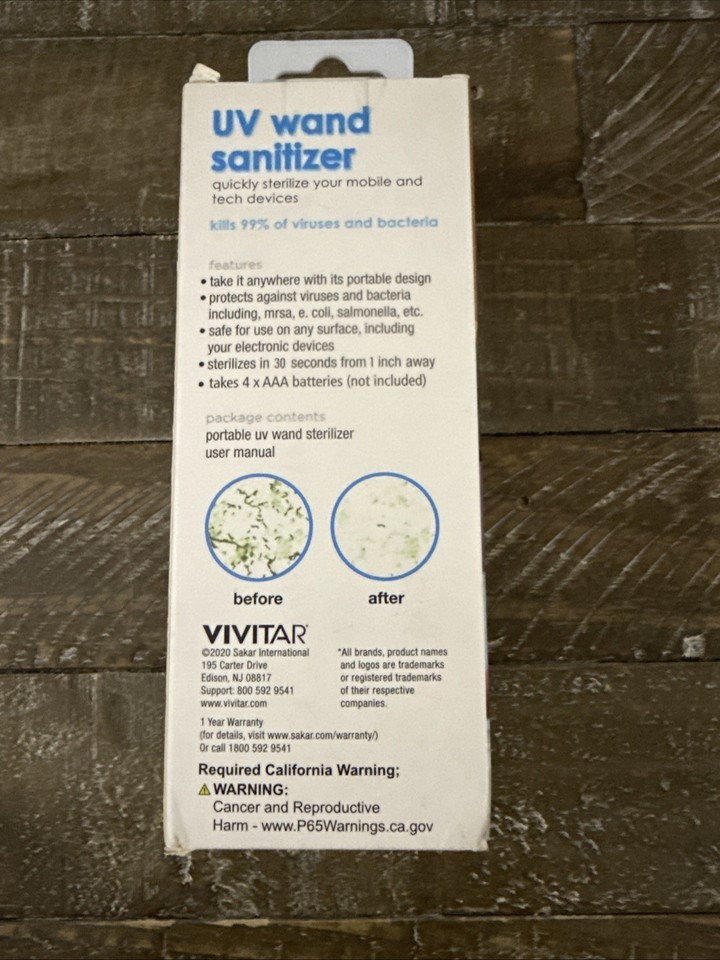 UV wand
sanitizer
quickly sterilize your mobile and
tech devices
kills 99% of viruses and bacteria
features
• take it anywhere with its portable design
• protects against viruses and bacteria
including, mrsa, e. coli, salmonella, etc.
• safe for use on any surface, including
your electronic devices
• sterilizes in 30 seconds from 1 inch away
• takes 4 x AAA batteries (not included)
package contents
portable uv wand sterilizer
user manual
before
after
VIVITAR®
©2020 Sakar International
195 Carter Drive
Edison, NJ 08817
Support: 800 592 9541
www.vivitar.com
*All brands, product names
and logos are trademarks
or registered trademarks
of their respective
companies.
1 Year Warranty
(for details, visit www.sakar.com/warranty/)
Or call 1800 592 9541
Required California Warning;
⚠ WARNING:
Cancer and Reproductive
Harm - www.P65Warnings.ca.gov